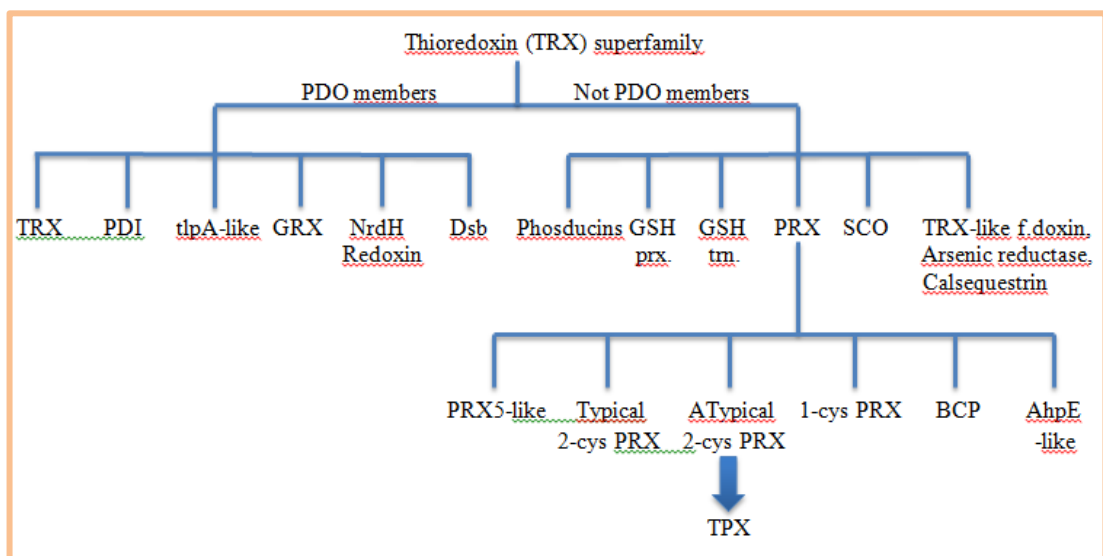 Thioredoxin (TRX) superfamily
PDO members Not PDO members
TRX PDI tlpA-like GRX NrdH Dsb Phosducins GSH GSH PRX SCO TRX-like f.doxin,
Redoxin prx. trn. Arsenic reductase,
Calsequestrin
PRX5-like Typical ATypical 1-cys PRX BCP AhpE
2-cys PRX 2-cys PRX -like
TPX